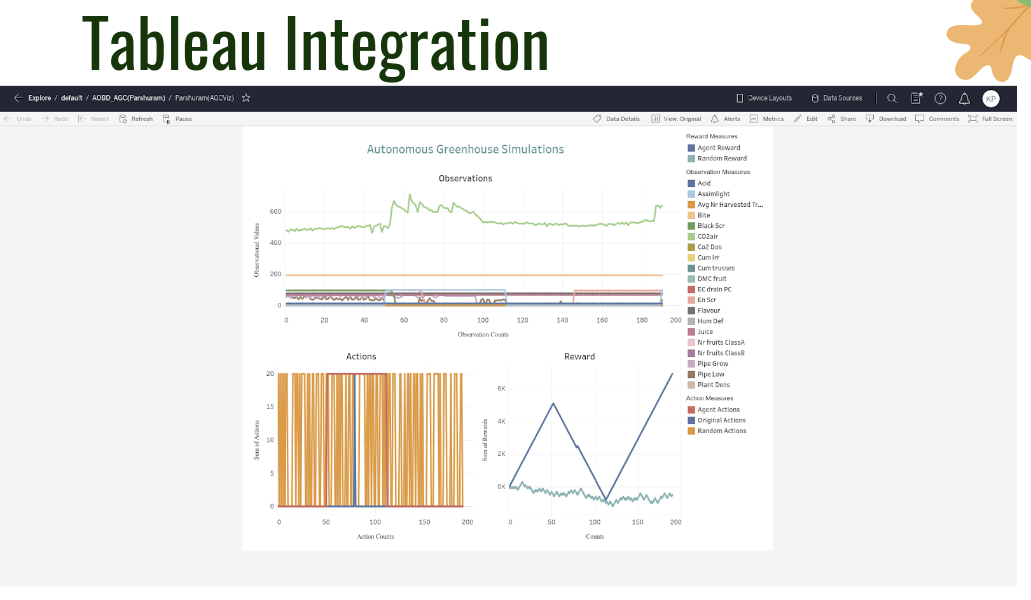 Tableau Integration
Explore / default / AOBD_AGC(Parshuram) / Parshuram(AGCViz)
Device Layouts
Data Sources
KP
Undo
Redo
Revert
Refresh
Pause
Data Details
View: Original
Alerts
Metrics
Edit
Share
Download
Comments
Full Screen
Autonomous Greenhouse Simulations
Observations
Observational Values
600
400
200
0
0 20 40 60 80 100 120 140 160 180 200
Observation Counts
Actions
Sum of Actions
20
15
10
5
0
0 50 100 150 200
Action Counts
Reward
Sum of Rewards
6K
4K
2K
0K
0 50 100 150 200
Counts
Reward Measures
Agent Reward
Random Reward
Observation Measures
Acid
Assimlight
Avg Nr Harvested Tr...
Bite
Black Scr
CO2air
Co2 Dos
Cum irr
Cum trusses
DMC fruit
EC drain PC
En Scr
Flavour
Hum Def
Juice
Nr fruits ClassA
Nr fruits ClassB
Pipe Grow
Pipe Low
Plant Dens
Action Measures
Agent Actions
Original Actions
Random Actions